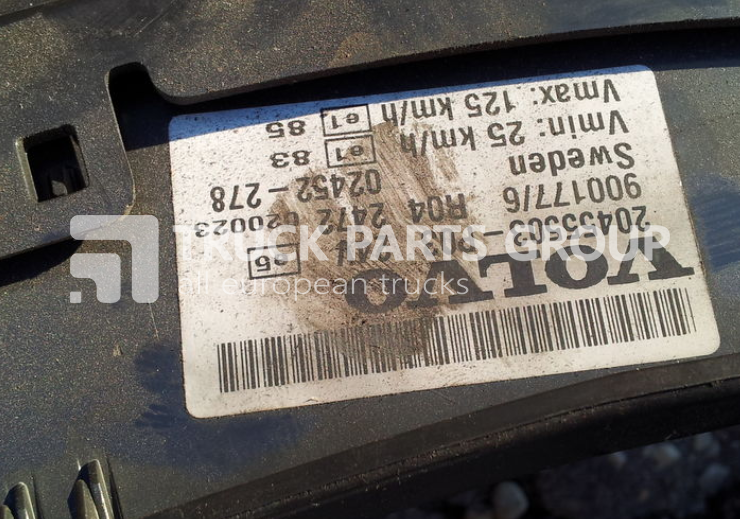 VOLVO
20455503-
900177/6 R04 2472 020023
Sweden 02452-278
Vmin: 25 km/h e1 83
Vmax: 125 km/h e1 85
TRUCK PARTS GROUP
all european trucks